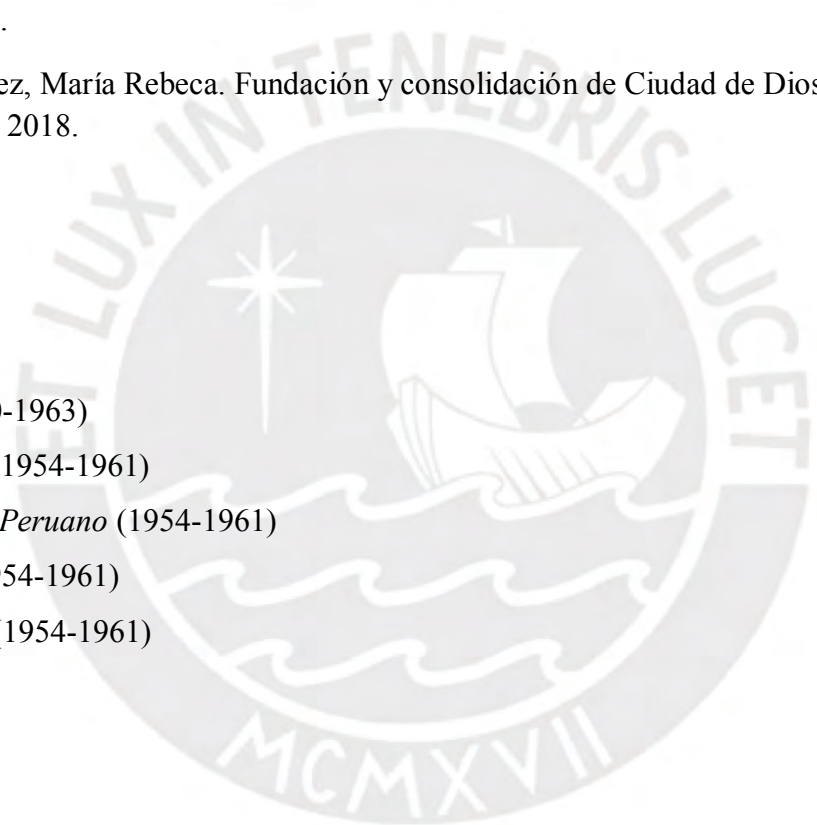 .
ez, María Rebeca. Fundación y consolidación de Ciudad de Dios
2018.
-1963)
1954-1961)
Peruano (1954-1961)
54-1961)
(1954-1961)
ET LUX IN TENEBRIS LUCET
MCMXVII